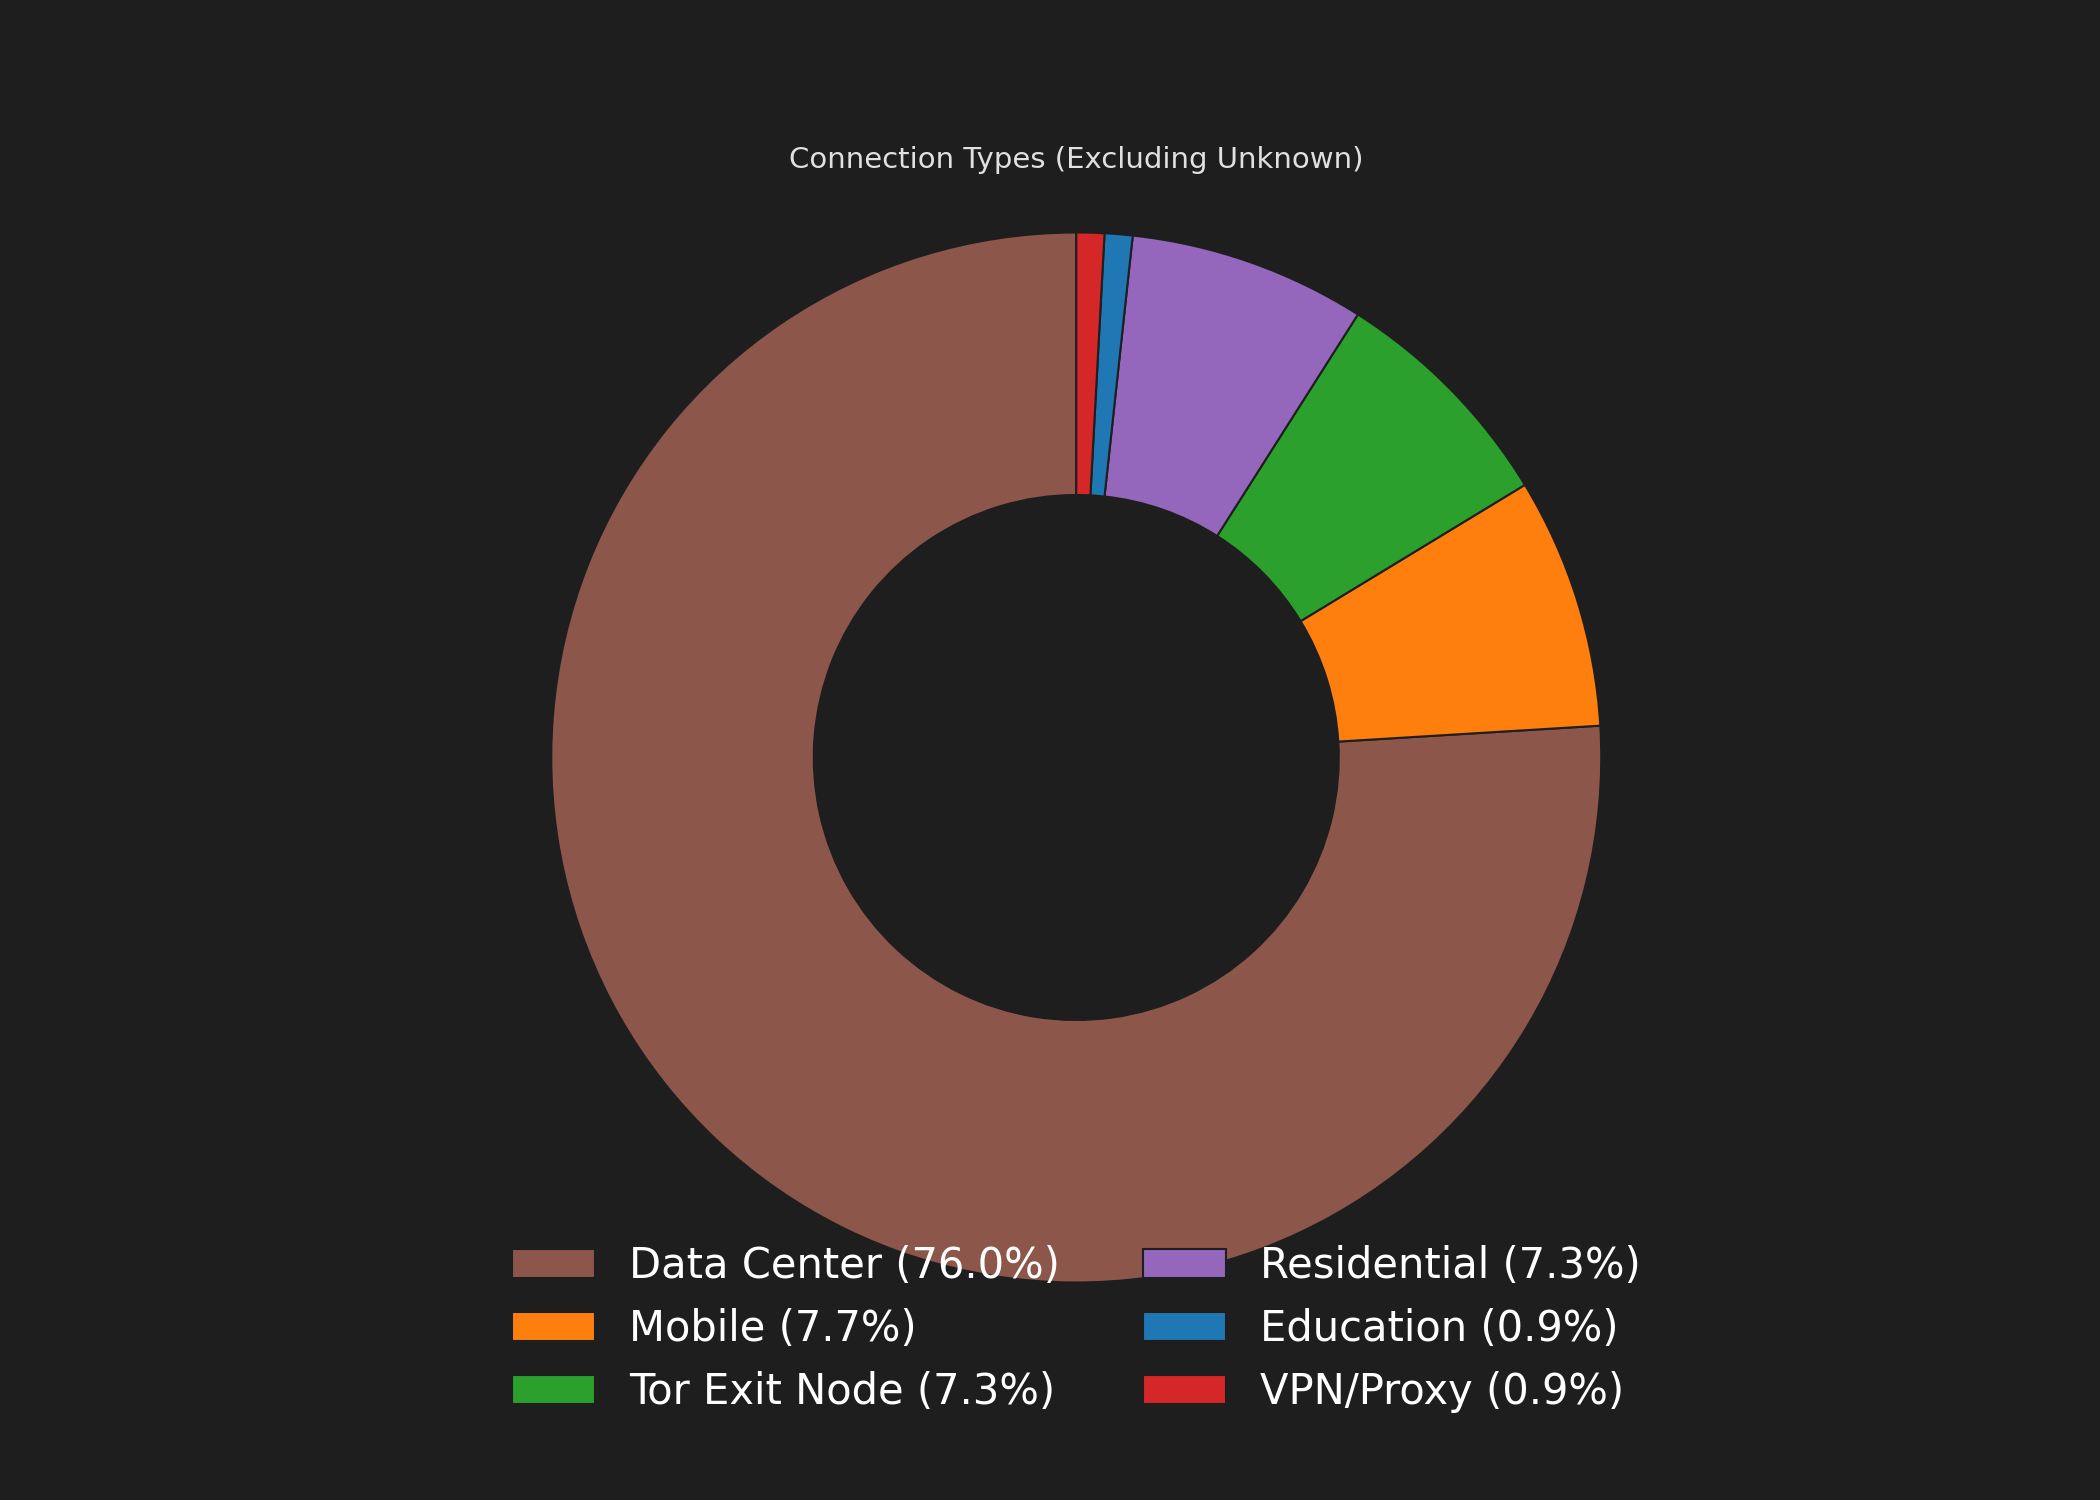 Connection Types (Excluding Unknown)
Data Center (76.0%)
Mobile (7.7%)
Tor Exit Node (7.3%)
Residential (7.3%)
Education (0.9%)
VPN/Proxy (0.9%)